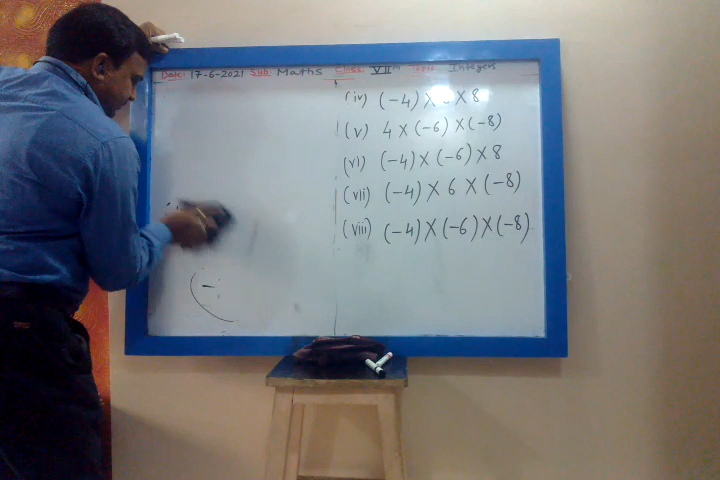 Date: 17-6-2021 Sub: Maths Class VII Topic Integers
(iv) (-4) X 6 X 8
(v) 4 X (-6) X (-8)
(vi) (-4) X (-6) X 8
(vii) (-4) X 6 X (-8)
(viii) (-4) X (-6) X (-8)